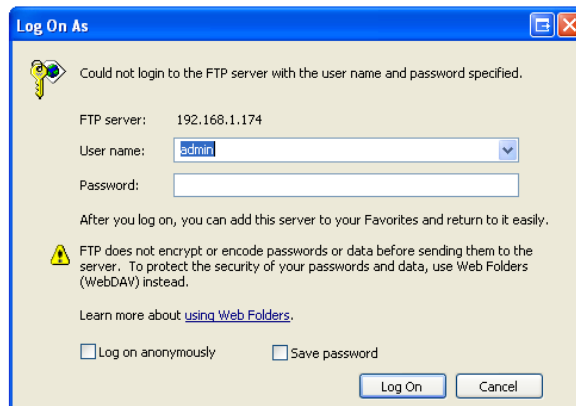 Log On As
Could not login to the FTP server with the user name and password specified.
FTP server: 192.168.1.174
User name: admin
Password:
After you log on, you can add this server to your Favorites and return to it easily.
FTP does not encrypt or encode passwords or data before sending them to the
server. To protect the security of your passwords and data, use Web Folders
(WebDAV) instead.
Learn more about using Web Folders.
Log on anonymously Save password
Log On Cancel